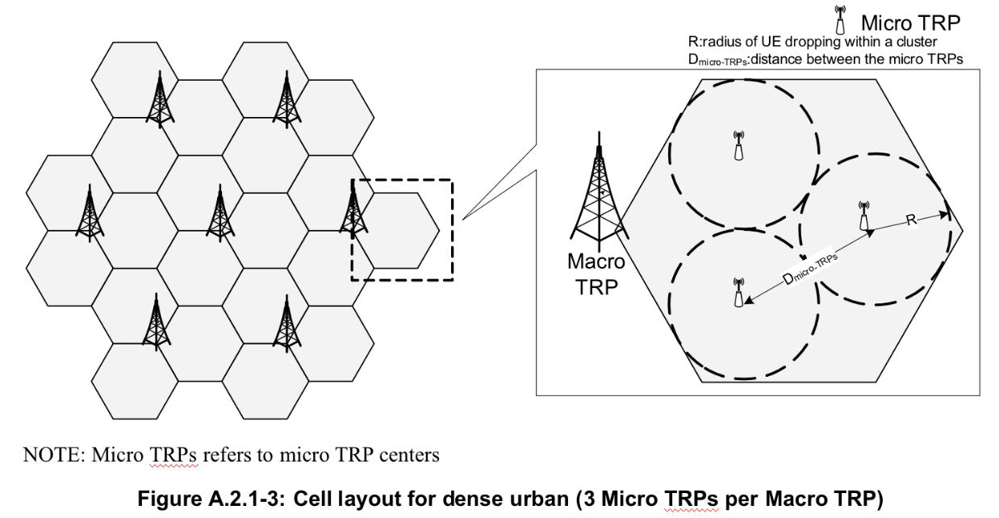 Micro TRP
R:radius of UE dropping within a cluster
Dmicro-TRPs:distance between the micro TRPs
R
Dmicro-TRPs
Macro
TRP
NOTE: Micro TRPs refers to micro TRP centers
Figure A.2.1-3: Cell layout for dense urban (3 Micro TRPs per Macro TRP)